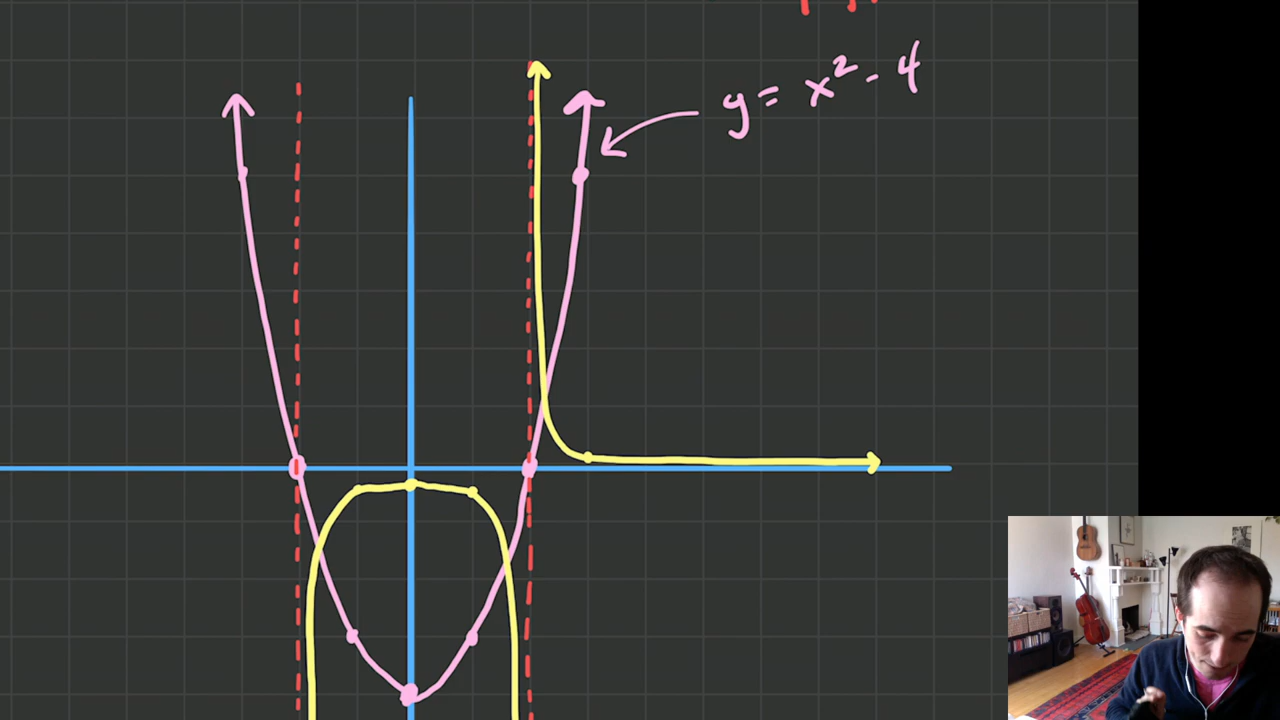 y = x² - 4